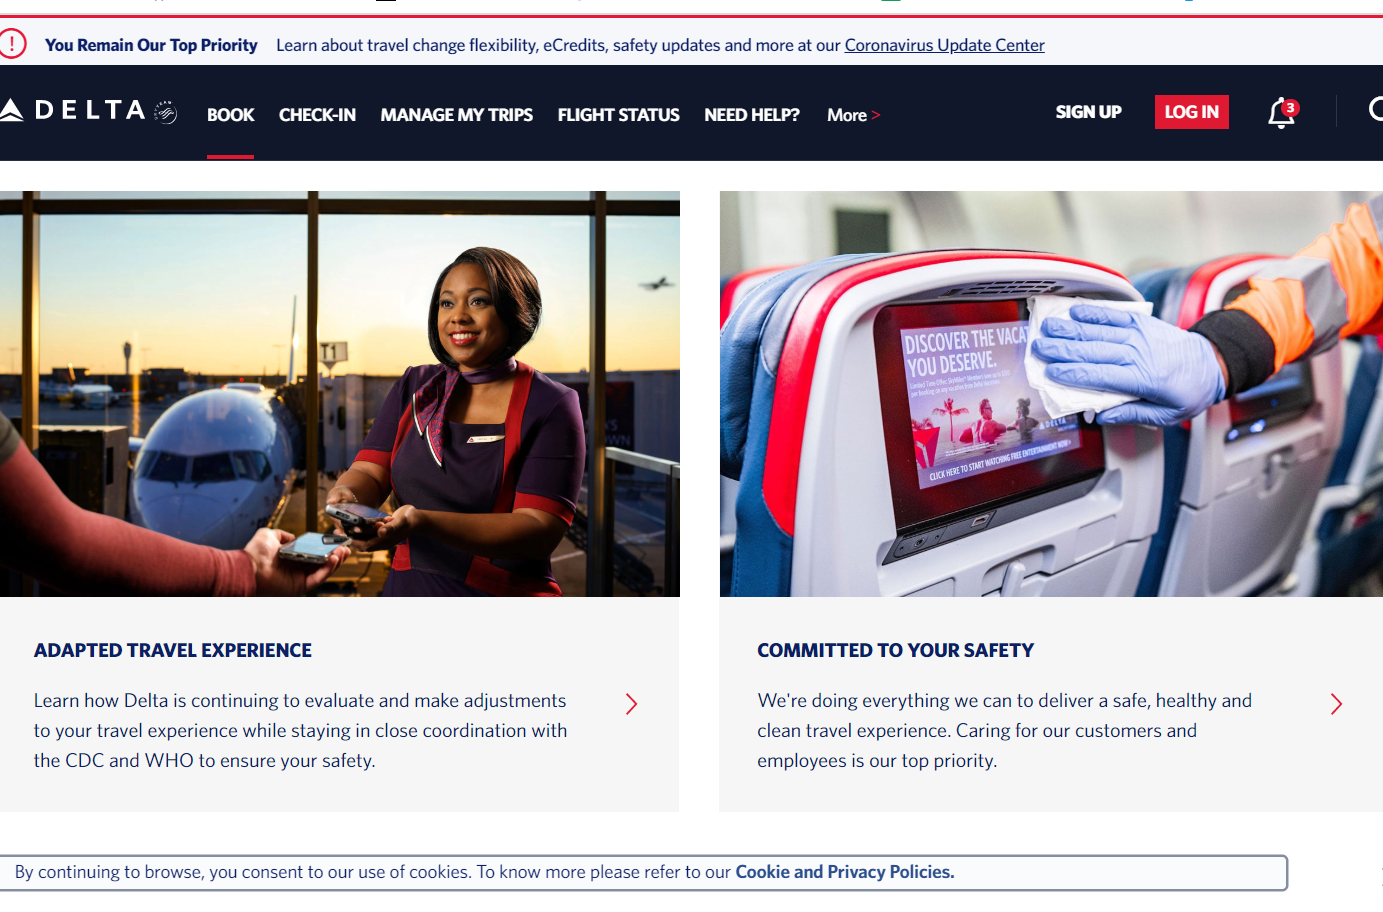 You Remain Our Top Priority Learn about travel change flexibility, eCredits, safety updates and more at our Coronavirus Update Center
DELTA BOOK CHECK-IN MANAGE MY TRIPS FLIGHT STATUS NEED HELP? More > SIGN UP LOG IN 3
T1
DISCOVER THE VACA
YOU DESERVE.
DELTA
CLICK HERE TO START WATCHING FREE ENTERTAINMENT NOW
ADAPTED TRAVEL EXPERIENCE
Learn how Delta is continuing to evaluate and make adjustments
to your travel experience while staying in close coordination with
the CDC and WHO to ensure your safety.
COMMITTED TO YOUR SAFETY
We're doing everything we can to deliver a safe, healthy and
clean travel experience. Caring for our customers and
employees is our top priority.
By continuing to browse, you consent to our use of cookies. To know more please refer to our Cookie and Privacy Policies.